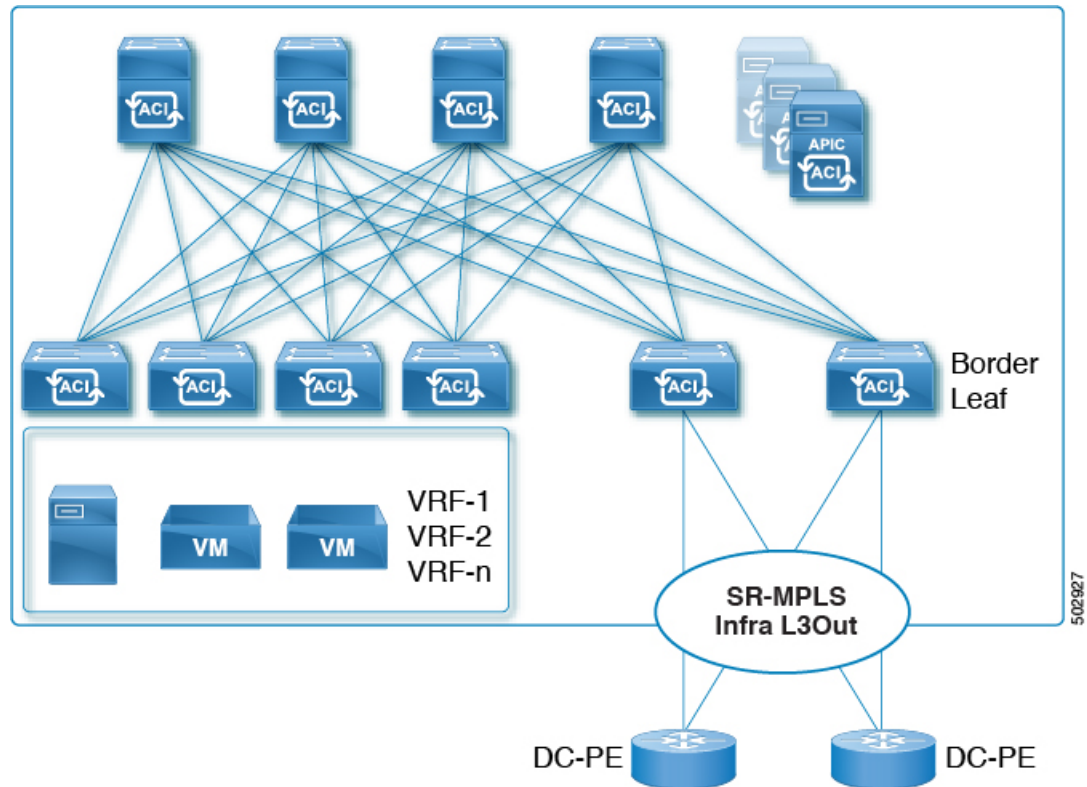 ACI
ACI
ACI
ACI
APIC
ACI
ACI
ACI
ACI
ACI
ACI
ACI
Border
Leaf
VM
VM
VRF-1
VRF-2
VRF-n
SR-MPLS
Infra L3Out
502927
DC-PE
DC-PE